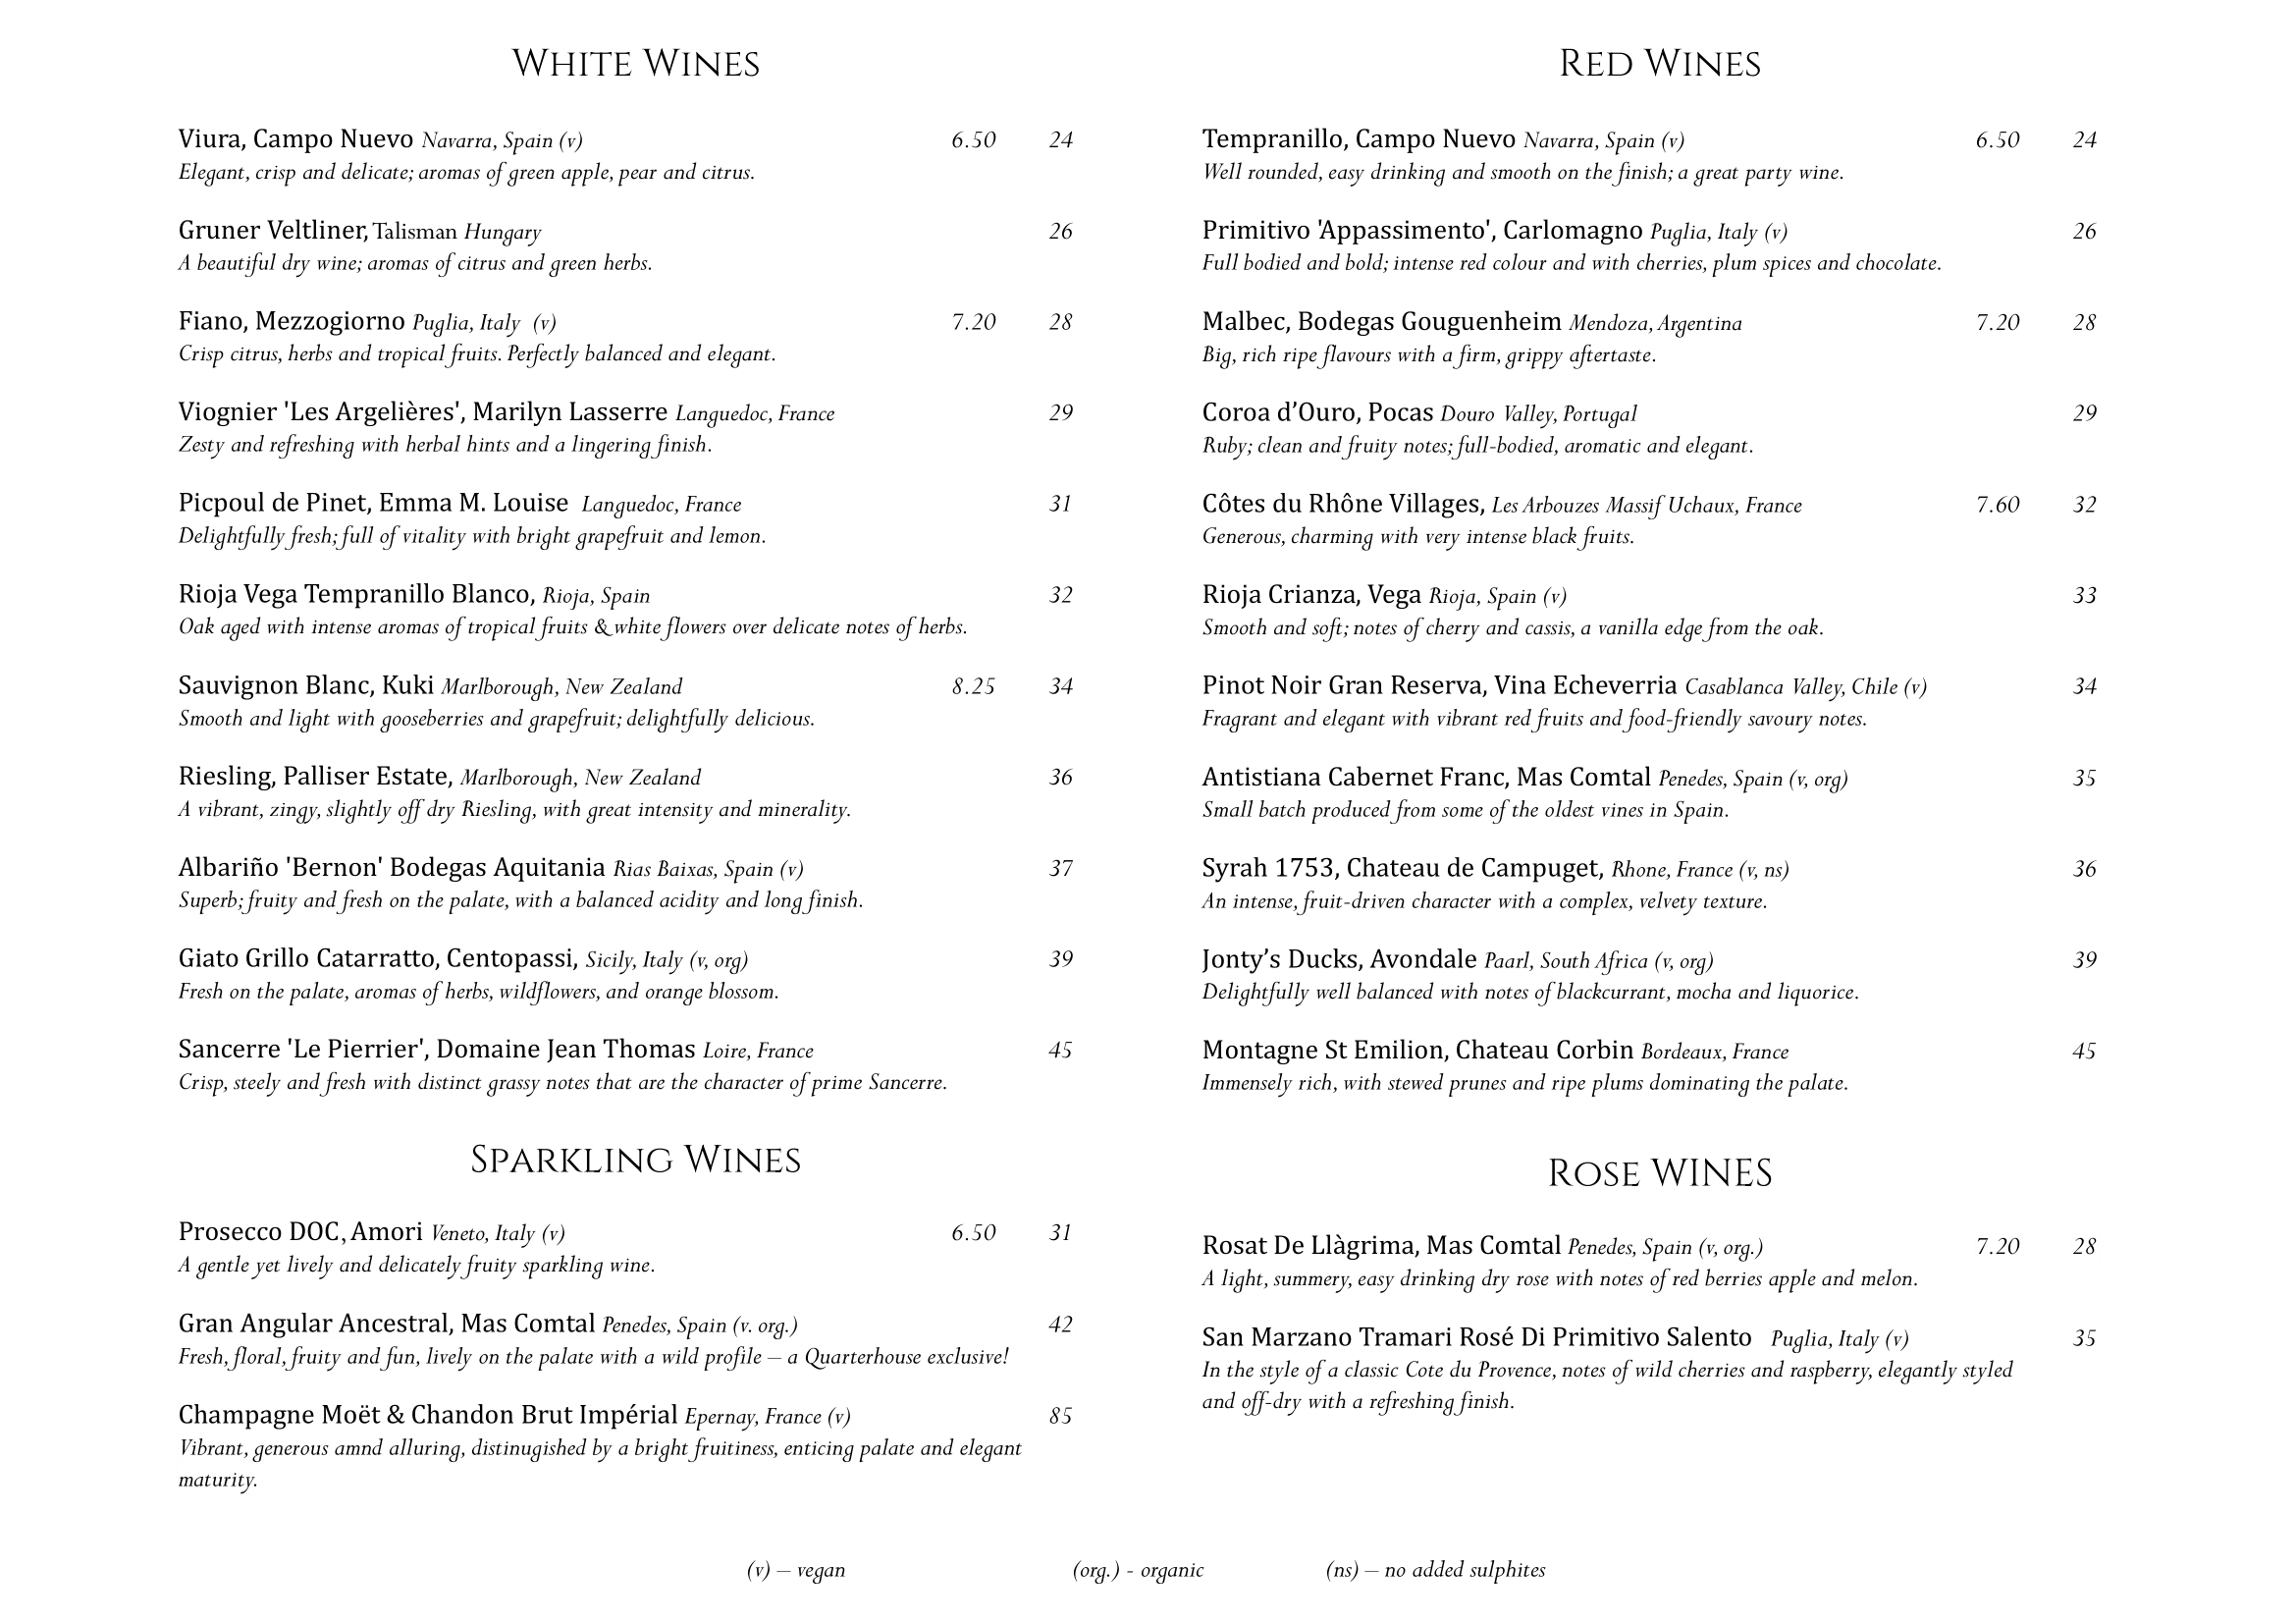 White Wines
Viura, Campo Nuevo Navarra, Spain (v) 6.50 24
Elegant, crisp and delicate; aromas of green apple, pear and citrus.
Gruner Veltliner, Talisman Hungary 26
A beautiful dry wine; aromas of citrus and green herbs.
Fiano, Mezzogiorno Puglia, Italy (v) 7.20 28
Crisp citrus, herbs and tropical fruits. Perfectly balanced and elegant.
Viognier 'Les Argelières', Marilyn Lasserre Languedoc, France 29
Zesty and refreshing with herbal hints and a lingering finish.
Picpoul de Pinet, Emma M. Louise Languedoc, France 31
Delightfully fresh; full of vitality with bright grapefruit and lemon.
Rioja Vega Tempranillo Blanco, Rioja, Spain 32
Oak aged with intense aromas of tropical fruits & white flowers over delicate notes of herbs.
Sauvignon Blanc, Kuki Marlborough, New Zealand 8.25 34
Smooth and light with gooseberries and grapefruit; delightfully delicious.
Riesling, Palliser Estate, Marlborough, New Zealand 36
A vibrant, zingy, slightly off dry Riesling, with great intensity and minerality.
Albariño 'Bernon' Bodegas Aquitania Rias Baixas, Spain (v) 37
Superb; fruity and fresh on the palate, with a balanced acidity and long finish.
Giato Grillo Catarratto, Centopassi, Sicily, Italy (v, org) 39
Fresh on the palate, aromas of herbs, wildflowers, and orange blossom.
Sancerre 'Le Pierrier', Domaine Jean Thomas Loire, France 45
Crisp, steely and fresh with distinct grassy notes that are the character of prime Sancerre.
Sparkling Wines
Prosecco DOC, Amori Veneto, Italy (v) 6.50 31
A gentle yet lively and delicately fruity sparkling wine.
Gran Angular Ancestral, Mas Comtal Penedes, Spain (v. org.) 42
Fresh, floral, fruity and fun, lively on the palate with a wild profile – a Quarterhouse exclusive!
Champagne Moët & Chandon Brut Impérial Epernay, France (v) 85
Vibrant, generous amnd alluring, distinugished by a bright fruitiness, enticing palate and elegant
maturity.
Red Wines
Tempranillo, Campo Nuevo Navarra, Spain (v) 6.50 24
Well rounded, easy drinking and smooth on the finish; a great party wine.
Primitivo 'Appassimento', Carlomagno Puglia, Italy (v) 26
Full bodied and bold; intense red colour and with cherries, plum spices and chocolate.
Malbec, Bodegas Gouguenheim Mendoza, Argentina 7.20 28
Big, rich ripe flavours with a firm, grippy aftertaste.
Coroa d’Ouro, Pocas Douro Valley, Portugal 29
Ruby; clean and fruity notes; full-bodied, aromatic and elegant.
Côtes du Rhône Villages, Les Arbouzes Massif Uchaux, France 7.60 32
Generous, charming with very intense black fruits.
Rioja Crianza, Vega Rioja, Spain (v) 33
Smooth and soft; notes of cherry and cassis, a vanilla edge from the oak.
Pinot Noir Gran Reserva, Vina Echeverria Casablanca Valley, Chile (v) 34
Fragrant and elegant with vibrant red fruits and food-friendly savoury notes.
Antistiana Cabernet Franc, Mas Comtal Penedes, Spain (v, org) 35
Small batch produced from some of the oldest vines in Spain.
Syrah 1753, Chateau de Campuget, Rhone, France (v, ns) 36
An intense, fruit-driven character with a complex, velvety texture.
Jonty’s Ducks, Avondale Paarl, South Africa (v, org) 39
Delightfully well balanced with notes of blackcurrant, mocha and liquorice.
Montagne St Emilion, Chateau Corbin Bordeaux, France 45
Immensely rich, with stewed prunes and ripe plums dominating the palate.
Rose WINES
Rosat De Llàgrima, Mas Comtal Penedes, Spain (v, org.) 7.20 28
A light, summery, easy drinking dry rose with notes of red berries apple and melon.
San Marzano Tramari Rosé Di Primitivo Salento Puglia, Italy (v) 35
In the style of a classic Cote du Provence, notes of wild cherries and raspberry, elegantly styled
and off-dry with a refreshing finish.
(v) – vegan (org.) - organic (ns) – no added sulphites